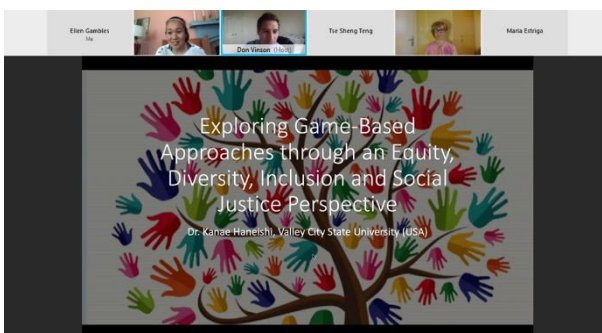 Ellen Gambles
Me
Don Vinson (Host)
Tse Sheng Teng
Maria Estriga
Exploring Game-Based
Approaches through an Equity,
Diversity, Inclusion and Social
Justice Perspective
Dr. Kanae Haneishi, Valley City State University (USA)